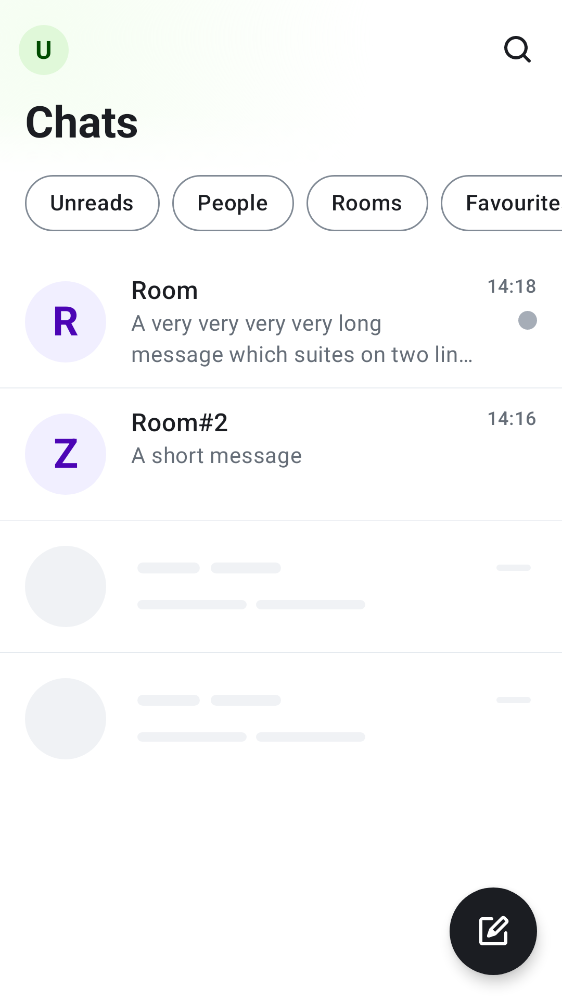 U
Chats
Unreads People Rooms Favourite
R
Room 14:18
A very very very very long
message which suites on two lin...
Z
Room#2 14:16
A short message